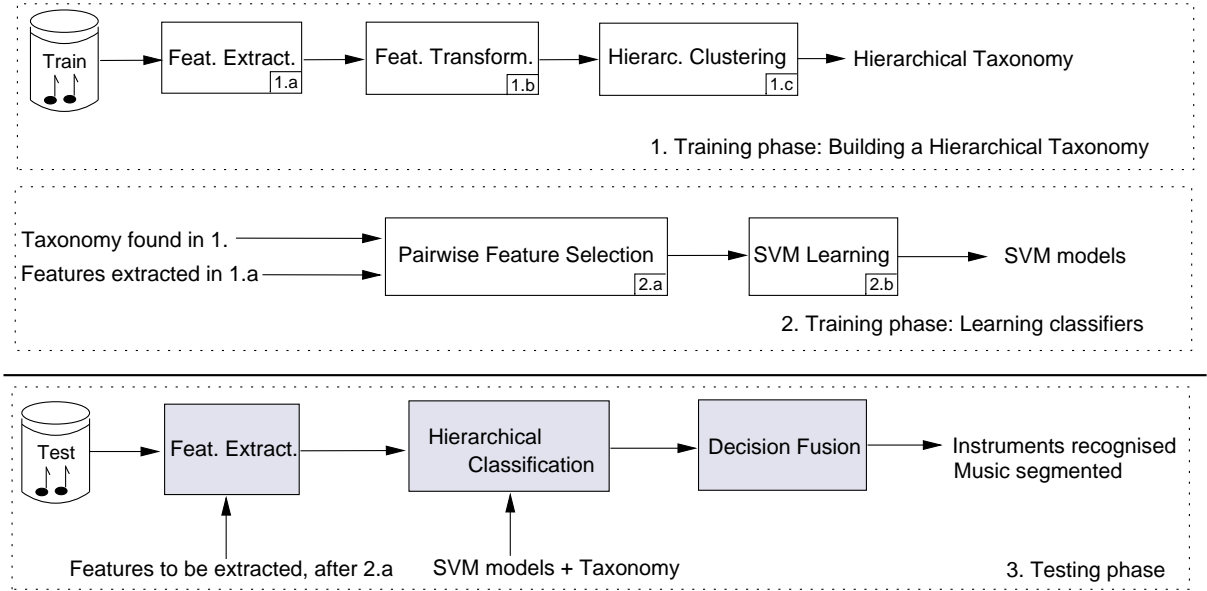 Train
Feat. Extract.
1.a
Feat. Transform.
1.b
Hierarc. Clustering
1.c
Hierarchical Taxonomy
1. Training phase: Building a Hierarchical Taxonomy
Taxonomy found in 1.
Features extracted in 1.a
Pairwise Feature Selection
2.a
SVM Learning
2.b
SVM models
2. Training phase: Learning classifiers
Test
Feat. Extract.
Hierarchical
Classification
Decision Fusion
Instruments recognised
Music segmented
Features to be extracted, after 2.a
SVM models + Taxonomy
3. Testing phase